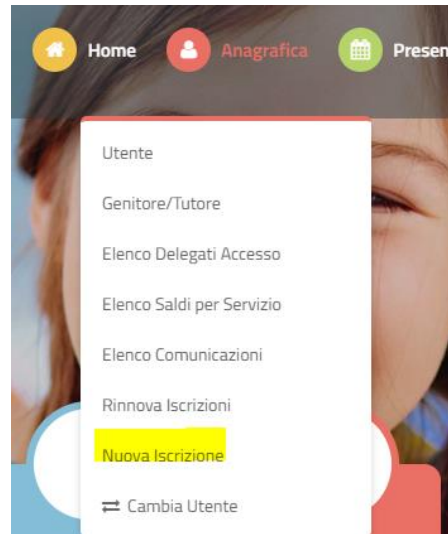 Home Anagrafica Presen
Utente
Genitore/Tutore
Elenco Delegati Accesso
Elenco Saldi per Servizio
Elenco Comunicazioni
Rinnova Iscrizioni
Nuova Iscrizione
Cambia Utente